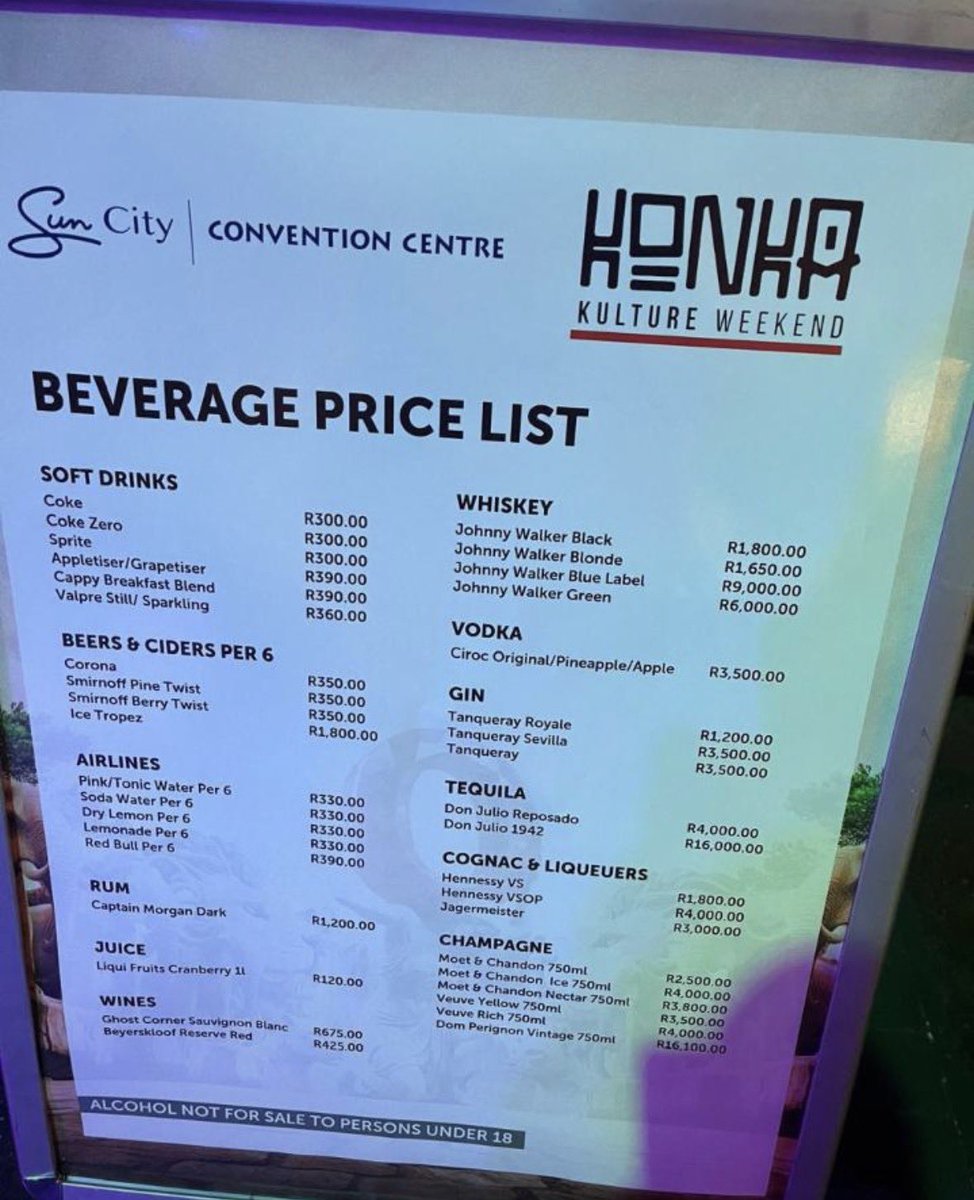 Sun City | CONVENTION CENTRE
KONKA
KULTURE WEEKEND
BEVERAGE PRICE LIST
SOFT DRINKS
Coke R300.00
Coke Zero R300.00
Sprite R300.00
Appletiser/Grapetiser R390.00
Cappy Breakfast Blend R390.00
Valpre Still/ Sparkling R360.00
BEERS & CIDERS PER 6
Corona R350.00
Smirnoff Pine Twist R350.00
Smirnoff Berry Twist R350.00
Ice Tropez R1,800.00
AIRLINES
Pink/Tonic Water Per 6 R330.00
Soda Water Per 6 R330.00
Dry Lemon Per 6 R330.00
Lemonade Per 6 R330.00
Red Bull Per 6 R390.00
RUM
Captain Morgan Dark R1,200.00
JUICE
Liqui Fruits Cranberry 1l R120.00
WINES
Ghost Corner Sauvignon Blanc R675.00
Beyerskloof Reserve Red R425.00
WHISKEY
Johnny Walker Black R1,800.00
Johnny Walker Blonde R1,650.00
Johnny Walker Blue Label R9,000.00
Johnny Walker Green R6,000.00
VODKA
Ciroc Original/Pineapple/Apple R3,500.00
GIN
Tanqueray Royale R1,200.00
Tanqueray Sevilla R3,500.00
Tanqueray R3,500.00
TEQUILA
Don Julio Reposado R4,000.00
Don Julio 1942 R16,000.00
COGNAC & LIQUEUERS
Hennessy VS R1,800.00
Hennessy VSOP R4,000.00
Jagermeister R3,000.00
CHAMPAGNE
Moet & Chandon 750ml R2,500.00
Moet & Chandon Ice 750ml R4,000.00
Moet & Chandon Nectar 750ml R3,800.00
Veuve Yellow 750ml R3,500.00
Veuve Rich 750ml R4,000.00
Dom Perignon Vintage 750ml R16,100.00
ALCOHOL NOT FOR SALE TO PERSONS UNDER 18